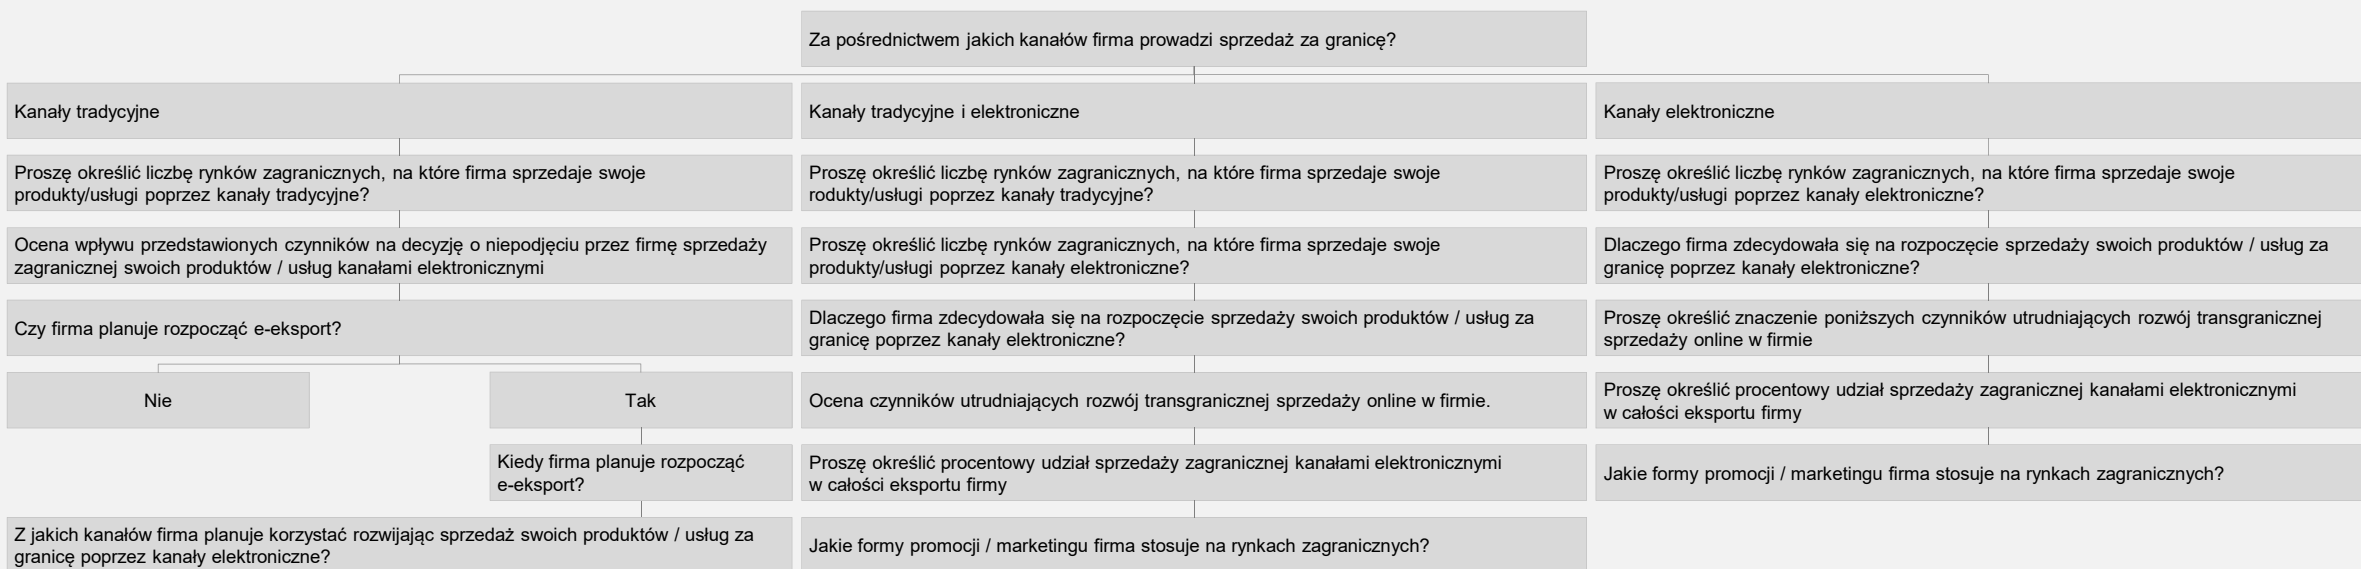 Za pośrednictwem jakich kanałów firma prowadzi sprzedaż za granicę?
Kanały tradycyjne
Proszę określić liczbę rynków zagranicznych, na które firma sprzedaje swoje
produkty/usługi poprzez kanały tradycyjne?
Ocena wpływu przedstawionych czynników na decyzję o niepodjęciu przez firmę sprzedaży
zagranicznej swoich produktów / usług kanałami elektronicznymi
Czy firma planuje rozpocząć e-eksport?
Nie
Tak
Kiedy firma planuje rozpocząć
e-eksport?
Z jakich kanałów firma planuje korzystać rozwijając sprzedaż swoich produktów / usług za
granicę poprzez kanały elektroniczne?
Kanały tradycyjne i elektroniczne
Proszę określić liczbę rynków zagranicznych, na które firma sprzedaje swoje
rodukty/usługi poprzez kanały tradycyjne?
Proszę określić liczbę rynków zagranicznych, na które firma sprzedaje swoje
produkty/usługi poprzez kanały elektroniczne?
Dlaczego firma zdecydowała się na rozpoczęcie sprzedaży swoich produktów / usług za
granicę poprzez kanały elektroniczne?
Ocena czynników utrudniających rozwój transgranicznej sprzedaży online w firmie.
Proszę określić procentowy udział sprzedaży zagranicznej kanałami elektronicznymi
w całości eksportu firmy
Jakie formy promocji / marketingu firma stosuje na rynkach zagranicznych?
Kanały elektroniczne
Proszę określić liczbę rynków zagranicznych, na które firma sprzedaje swoje
produkty/usługi poprzez kanały elektroniczne?
Dlaczego firma zdecydowała się na rozpoczęcie sprzedaży swoich produktów / usług za
granicę poprzez kanały elektroniczne?
Proszę określić znaczenie poniższych czynników utrudniających rozwój transgranicznej
sprzedaży online w firmie
Proszę określić procentowy udział sprzedaży zagranicznej kanałami elektronicznymi
w całości eksportu firmy
Jakie formy promocji / marketingu firma stosuje na rynkach zagranicznych?